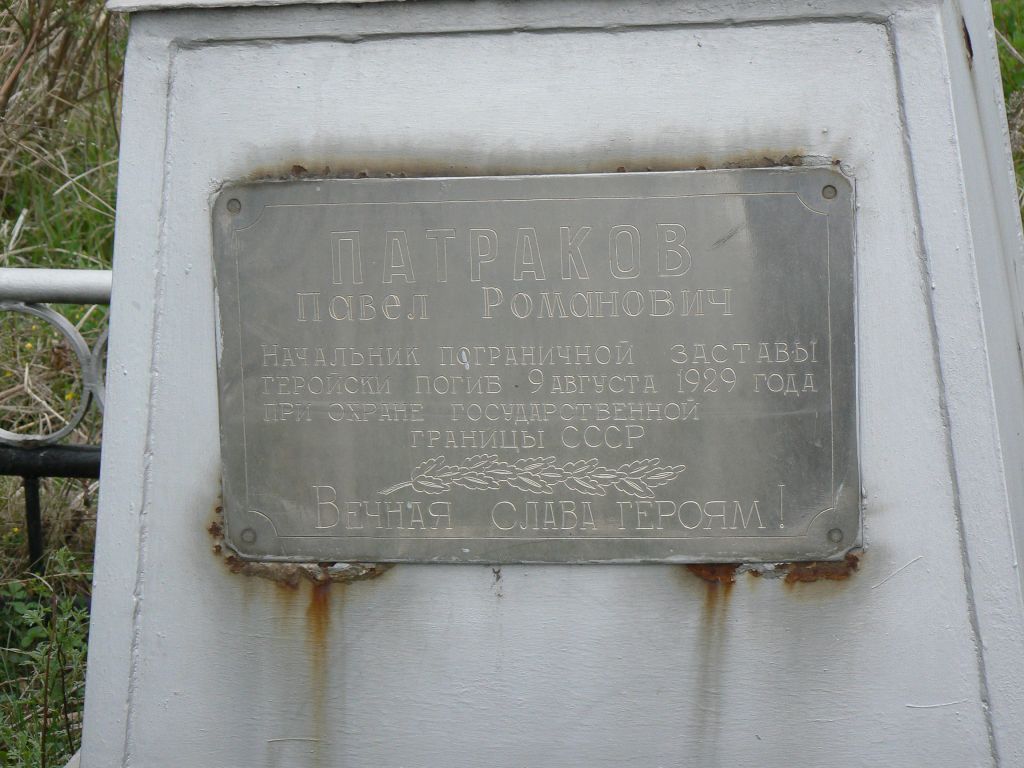 ПАТРАКОВ
Павел Романович
Начальник пограничной заставы
геройски погиб 9 августа 1929 года
при охране государственной
границы СССР
Вечная слава героям!